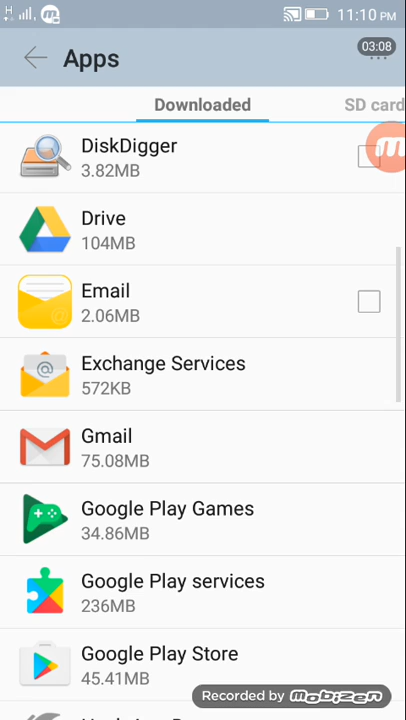 H
11:10 PM
Apps
03:08
Downloaded
SD card
DiskDigger
3.82MB
Drive
104MB
Email
2.06MB
Exchange Services
572KB
Gmail
75.08MB
Google Play Games
34.86MB
Google Play services
236MB
Google Play Store
45.41MB
Recorded by mobizen